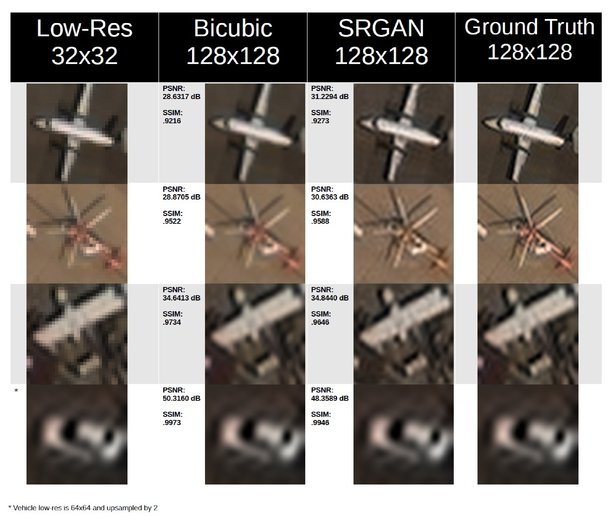 Low-Res
32x32
Bicubic
128x128
SRGAN
128x128
Ground Truth
128x128
PSNR:
28.6317 dB
SSIM:
.9216
PSNR:
31.2294 dB
SSIM:
.9273
PSNR:
28.8705 dB
SSIM:
.9522
PSNR:
30.6363 dB
SSIM:
.9588
PSNR:
34.6413 dB
SSIM:
.9734
PSNR:
34.8440 dB
SSIM:
.9646
*
PSNR:
50.3160 dB
SSIM:
.9973
PSNR:
48.3589 dB
SSIM:
.9946
* Vehicle low-res is 64x64 and upsampled by 2